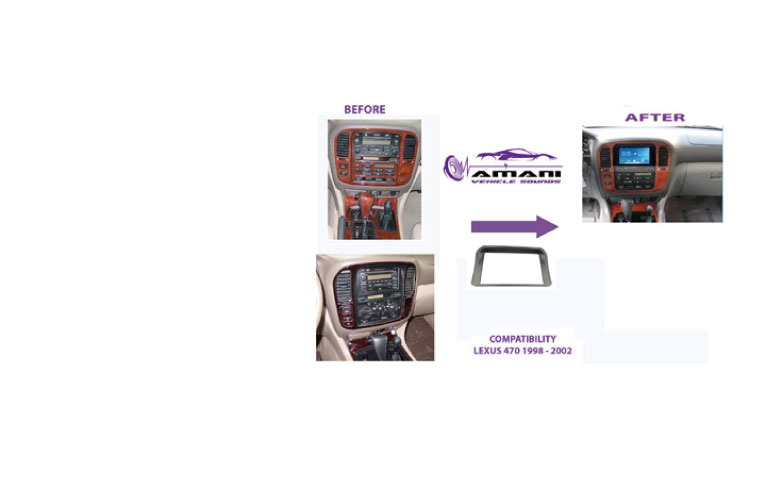 BEFORE
AFTER
AMANI
VEHICLE SOUNDS
COMPATIBILITY
LEXUS 470 1998 - 2002